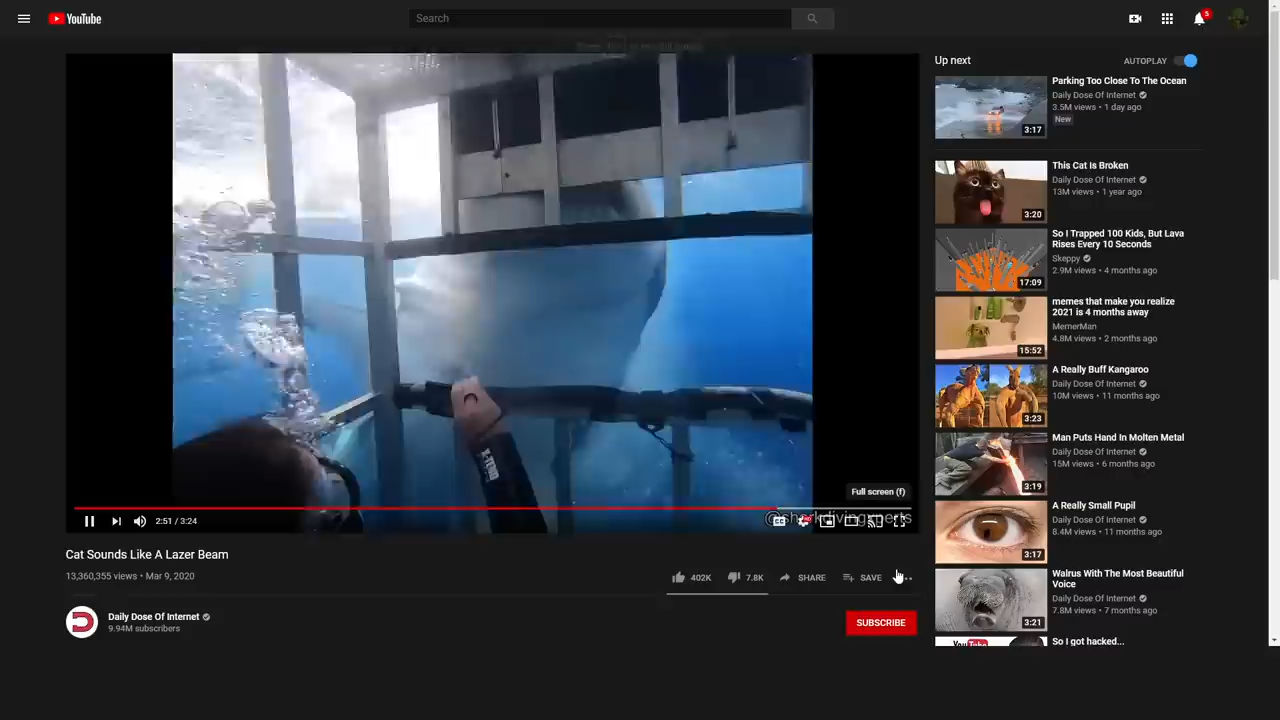 YouTube
Search
5
Up next
AUTOPLAY
Parking Too Close To The Ocean
Daily Dose Of Internet
3.5M views • 1 day ago
New
3:17
This Cat Is Broken
Daily Dose Of Internet
13M views • 1 year ago
3:20
So I Trapped 100 Kids, But Lava
Rises Every 10 Seconds
Skeppy
2.9M views • 4 months ago
17:09
memes that make you realize
2021 is 4 months away
MemerMan
4.8M views • 2 months ago
15:52
A Really Buff Kangaroo
Daily Dose Of Internet
10M views • 11 months ago
3:23
Man Puts Hand In Molten Metal
Daily Dose Of Internet
15M views • 6 months ago
3:19
A Really Small Pupil
Daily Dose Of Internet
8.4M views • 11 months ago
3:17
Walrus With The Most Beautiful
Voice
Daily Dose Of Internet
7.8M views • 7 months ago
3:21
So I got hacked...
Full screen (f)
2:51 / 3:24
@sharkdivingxperts
Cat Sounds Like A Lazer Beam
13,360,355 views • Mar 9, 2020
402K
7.8K
SHARE
SAVE
Daily Dose Of Internet
9.94M subscribers
SUBSCRIBE